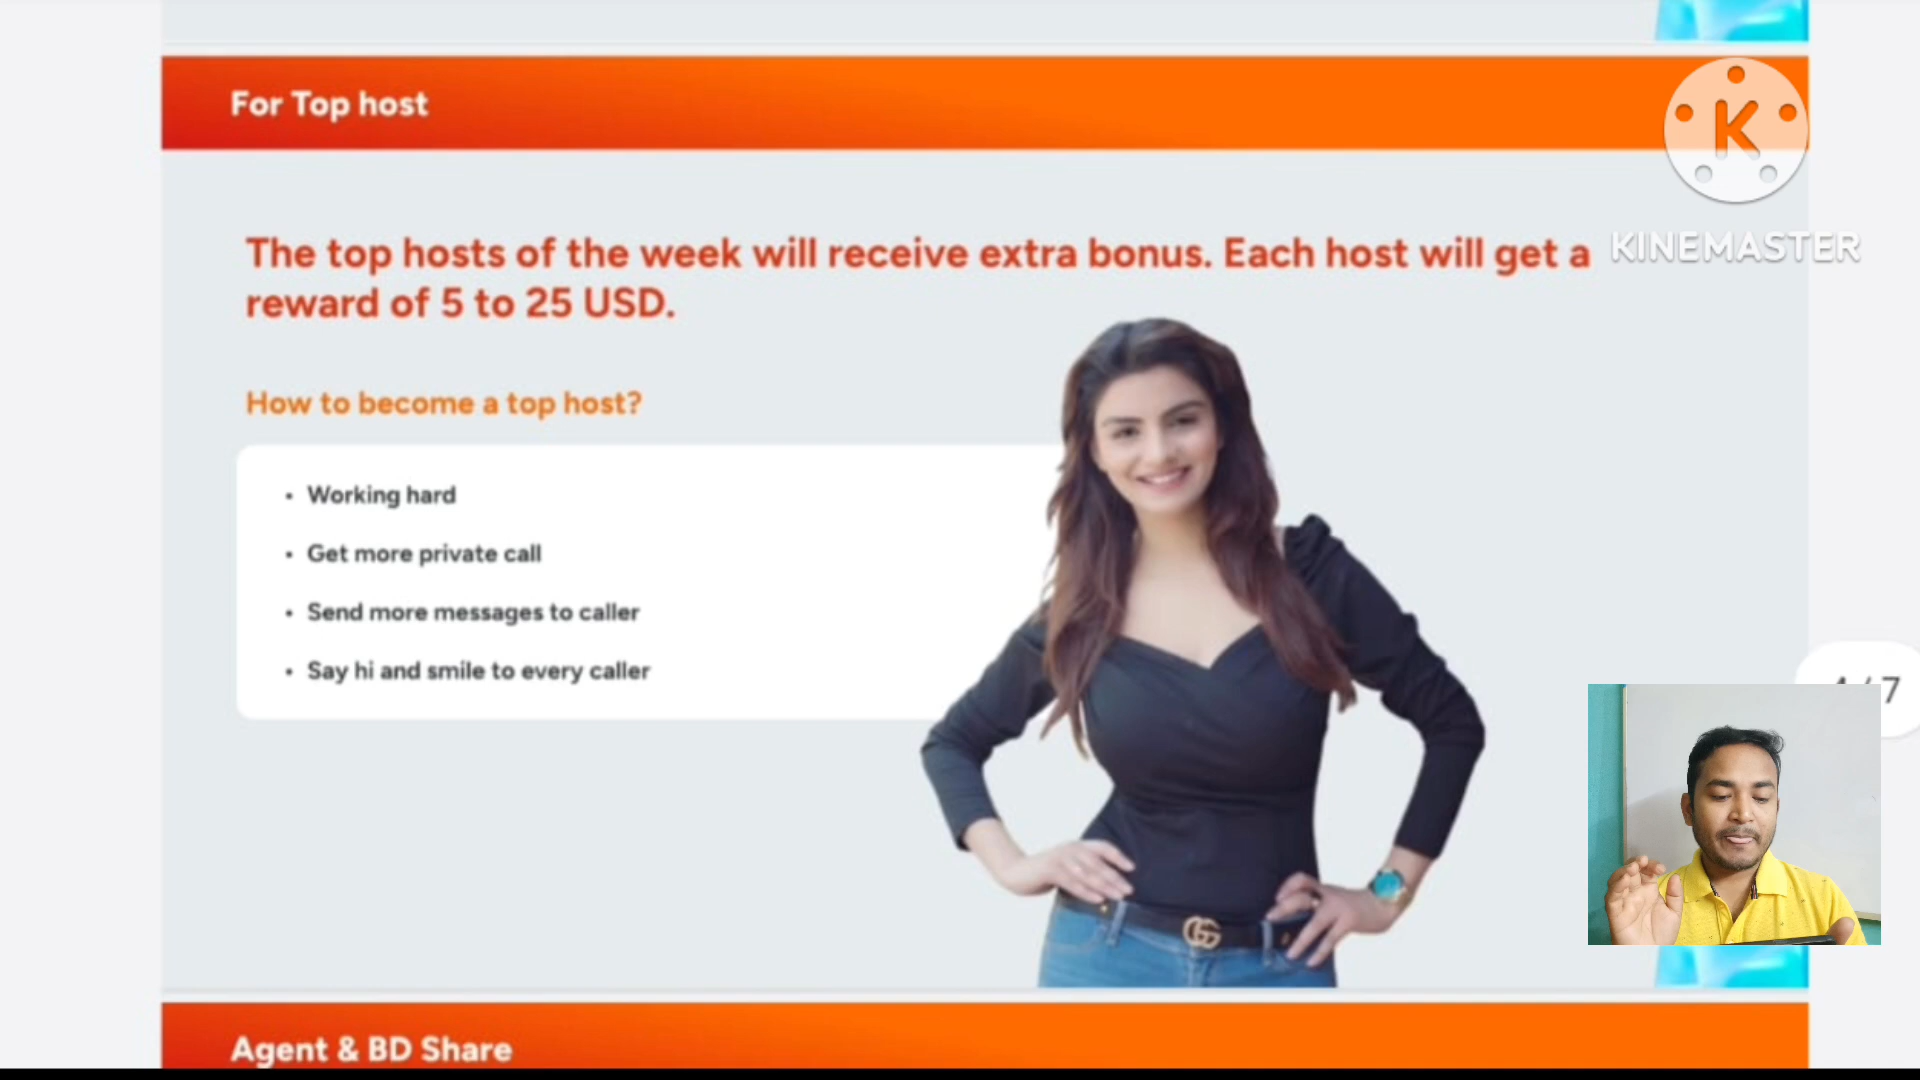 For Top host
K
KINEMASTER
The top hosts of the week will receive extra bonus. Each host will get a
reward of 5 to 25 USD.
How to become a top host?
• Working hard
• Get more private call
• Send more messages to caller
• Say hi and smile to every caller
4 / 7
Agent & BD Share